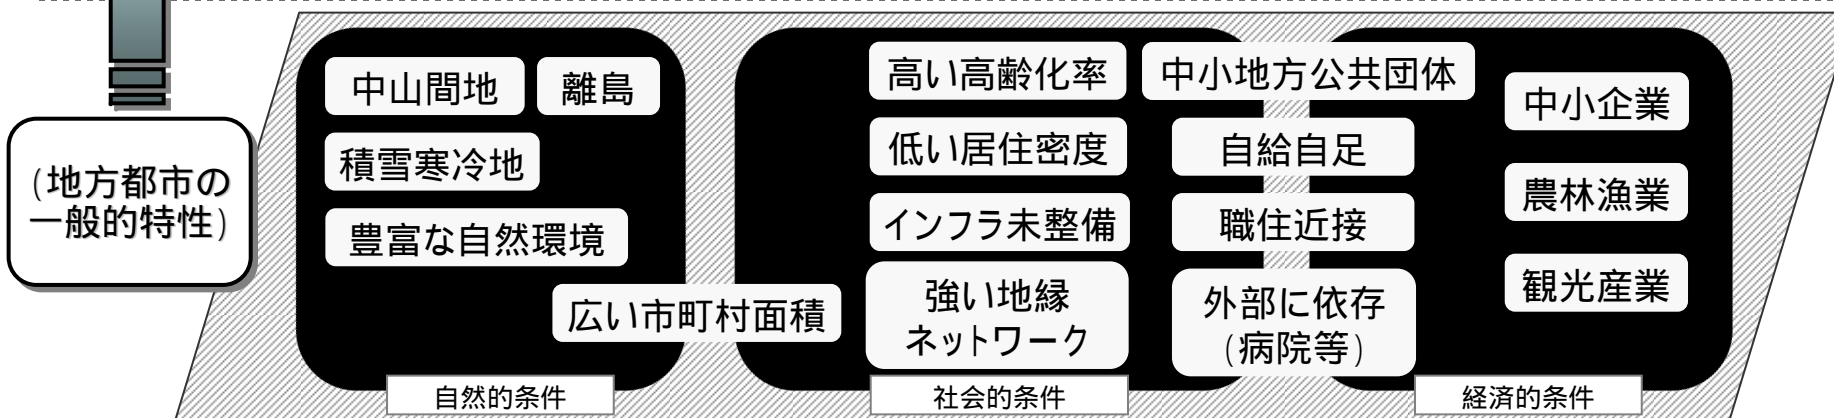 (地方都市の
一般的特性)
中山間地
離島
積雪寒冷地
豊富な自然環境
広い市町村面積
自然的条件
高い高齢化率
低い居住密度
インフラ未整備
強い地縁
ネットワーク
社会的条件
中小地方公共団体
自給自足
職住近接
外部に依存
(病院等)
中小企業
農林漁業
観光産業
経済的条件